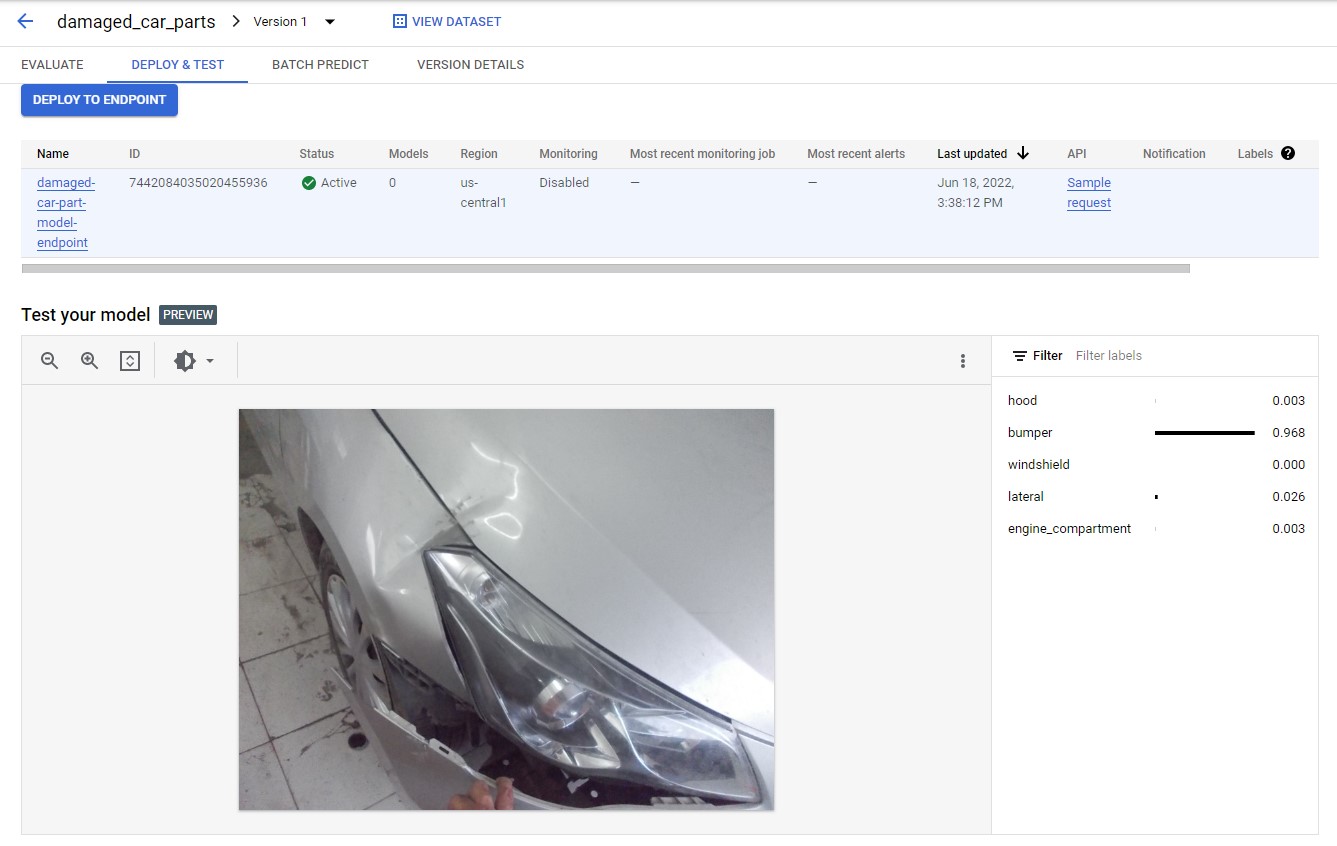 damaged_car_parts > Version 1 VIEW DATASET
EVALUATE DEPLOY & TEST BATCH PREDICT VERSION DETAILS
DEPLOY TO ENDPOINT
Name ID Status Models Region Monitoring Most recent monitoring job Most recent alerts Last updated API Notification Labels ?
damaged- 7442084035020455936 Active 0 us- Disabled — — Jun 18, 2022, Sample
car-part- central1 3:38:12 PM request
model-
endpoint
Test your model PREVIEW
Filter Filter labels
hood 0.003
bumper 0.968
windshield 0.000
lateral 0.026
engine_compartment 0.003